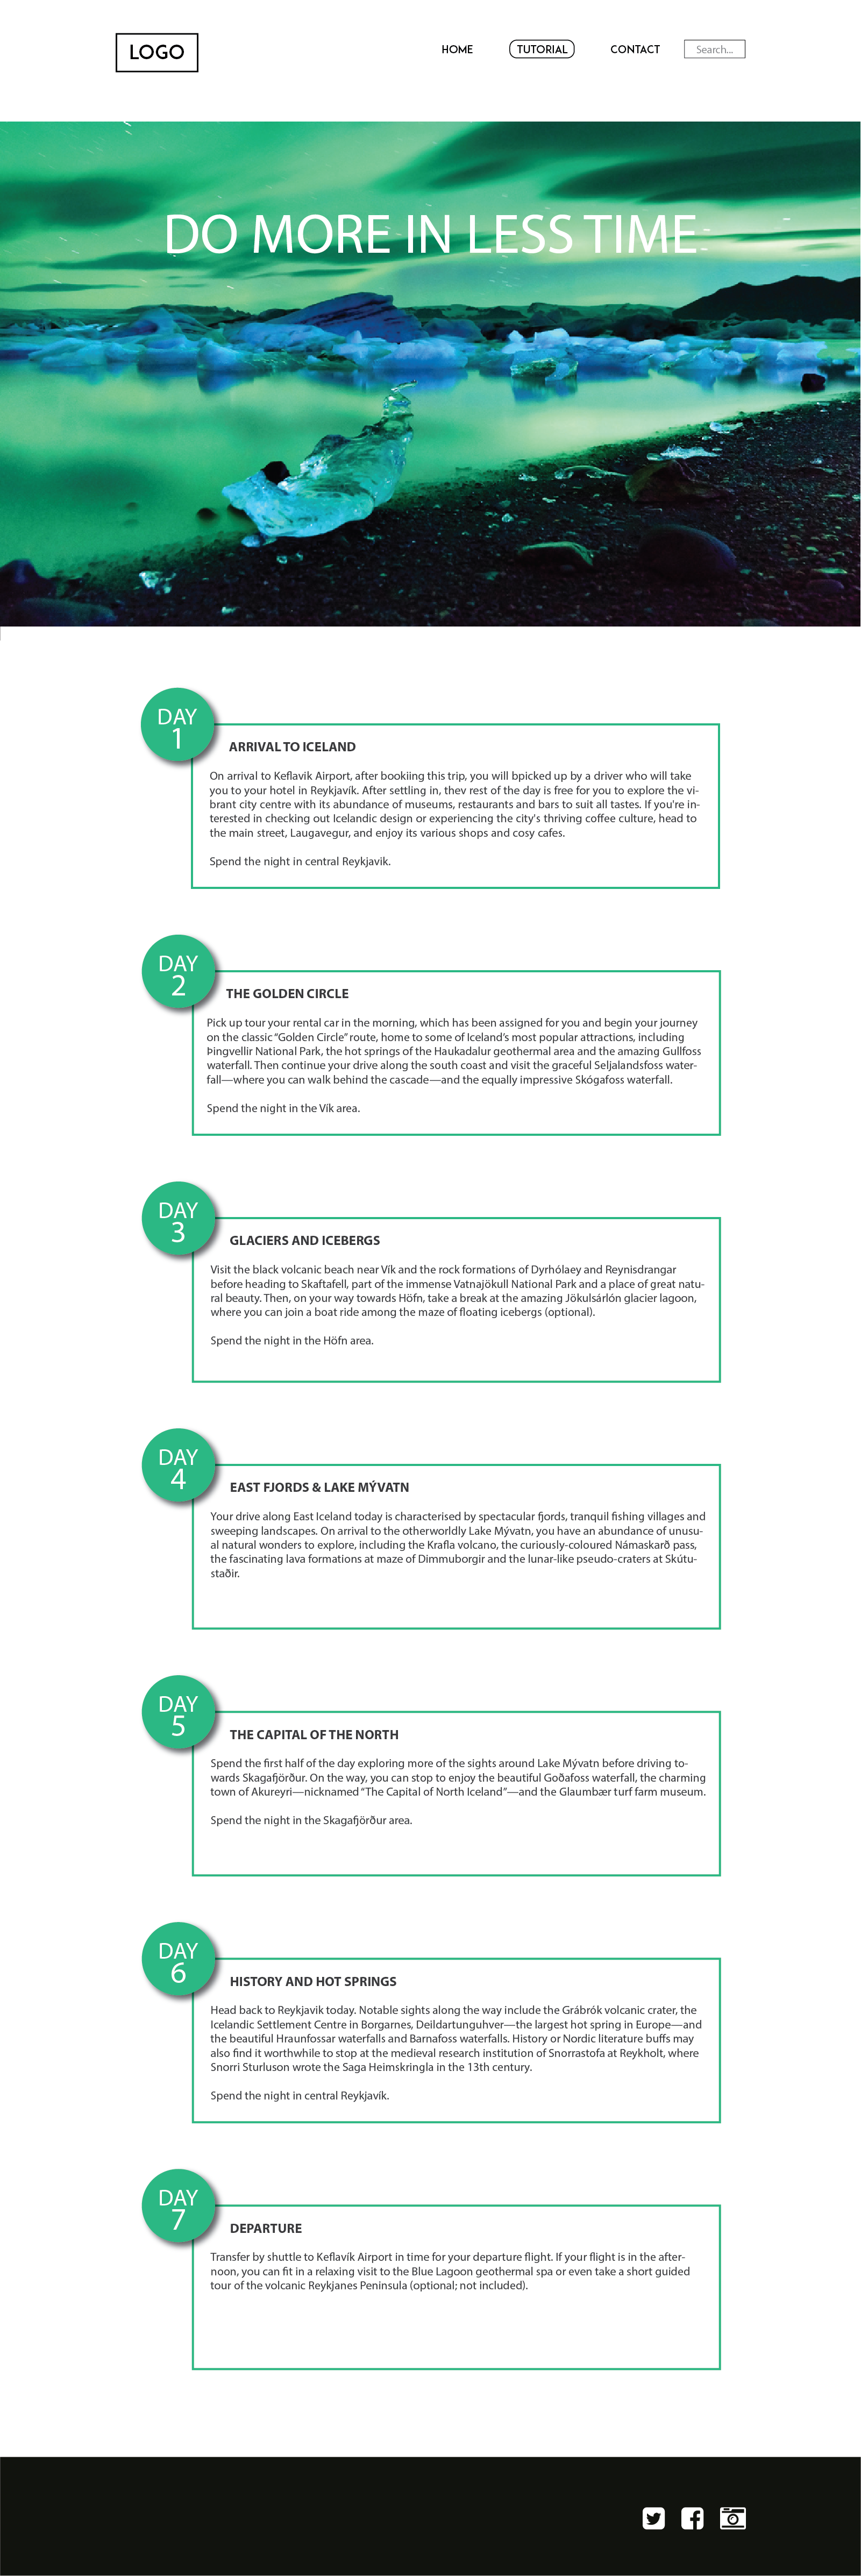 LOGO
HOME
TUTORIAL
CONTACT
Search...
DO MORE IN LESS TIME
DAY
1
ARRIVAL TO ICELAND
On arrival to Keflavik Airport, after bookiing this trip, you will bpicked up by a driver who will take
you to your hotel in Reykjavík. After settling in, they rest of the day is free for you to explore the vi-
brant city centre with its abundance of museums, restaurants and bars to suit all tastes. If you're in-
terested in checking out Icelandic design or experiencing the city's thriving coffee culture, head to
the main street, Laugavegur, and enjoy its various shops and cosy cafes.
Spend the night in central Reykjavik.
DAY
2
THE GOLDEN CIRCLE
Pick up tour your rental car in the morning, which has been assigned for you and begin your journey
on the classic “Golden Circle” route, home to some of Iceland’s most popular attractions, including
Þingvellir National Park, the hot springs of the Haukadalur geothermal area and the amazing Gullfoss
waterfall. Then continue your drive along the south coast and visit the graceful Seljalandsfoss water-
fall—where you can walk behind the cascade—and the equally impressive Skógafoss waterfall.
Spend the night in the Vík area.
DAY
3
GLACIERS AND ICEBERGS
Visit the black volcanic beach near Vík and the rock formations of Dyrhólaey and Reynisdrangar
before heading to Skaftafell, part of the immense Vatnajökull National Park and a place of great natu-
ral beauty. Then, on your way towards Höfn, take a break at the amazing Jökulsárlón glacier lagoon,
where you can join a boat ride among the maze of floating icebergs (optional).
Spend the night in the Höfn area.
DAY
4
EAST FJORDS & LAKE MÝVATN
Your drive along East Iceland today is characterised by spectacular fjords, tranquil fishing villages and
sweeping landscapes. On arrival to the otherworldly Lake Mývatn, you have an abundance of unusu-
al natural wonders to explore, including the Krafla volcano, the curiously-coloured Námaskarð pass,
the fascinating lava formations at maze of Dimmuborgir and the lunar-like pseudo-craters at Skútu-
staðir.
DAY
5
THE CAPITAL OF THE NORTH
Spend the first half of the day exploring more of the sights around Lake Mývatn before driving to-
wards Skagafjörður. On the way, you can stop to enjoy the beautiful Goðafoss waterfall, the charming
town of Akureyri—nicknamed “The Capital of North Iceland”—and the Glaumbær turf farm museum.
Spend the night in the Skagafjörður area.
DAY
6
HISTORY AND HOT SPRINGS
Head back to Reykjavik today. Notable sights along the way include the Grábrók volcanic crater, the
Icelandic Settlement Centre in Borgarnes, Deildartunguhver—the largest hot spring in Europe—and
the beautiful Hraunfossar waterfalls and Barnafoss waterfalls. History or Nordic literature buffs may
also find it worthwhile to stop at the medieval research institution of Snorrastofa at Reykholt, where
Snorri Sturluson wrote the Saga Heimskringla in the 13th century.
Spend the night in central Reykjavík.
DAY
7
DEPARTURE
Transfer by shuttle to Keflavík Airport in time for your departure flight. If your flight is in the after-
noon, you can fit in a relaxing visit to the Blue Lagoon geothermal spa or even take a short guided
tour of the volcanic Reykjanes Peninsula (optional; not included).